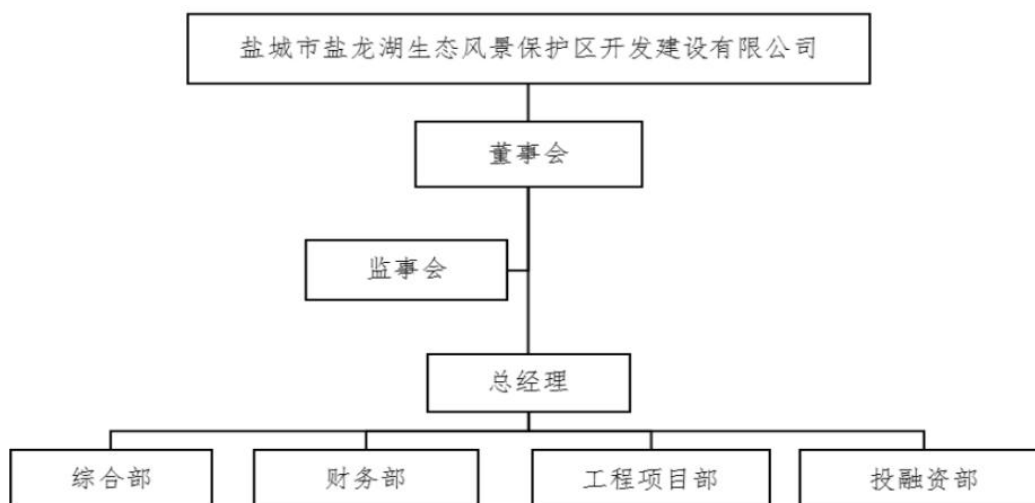 盐城市盐龙湖生态风景保护区开发建设有限公司
董事会
监事会
总经理
综合部
财务部
工程项目部
投融资部